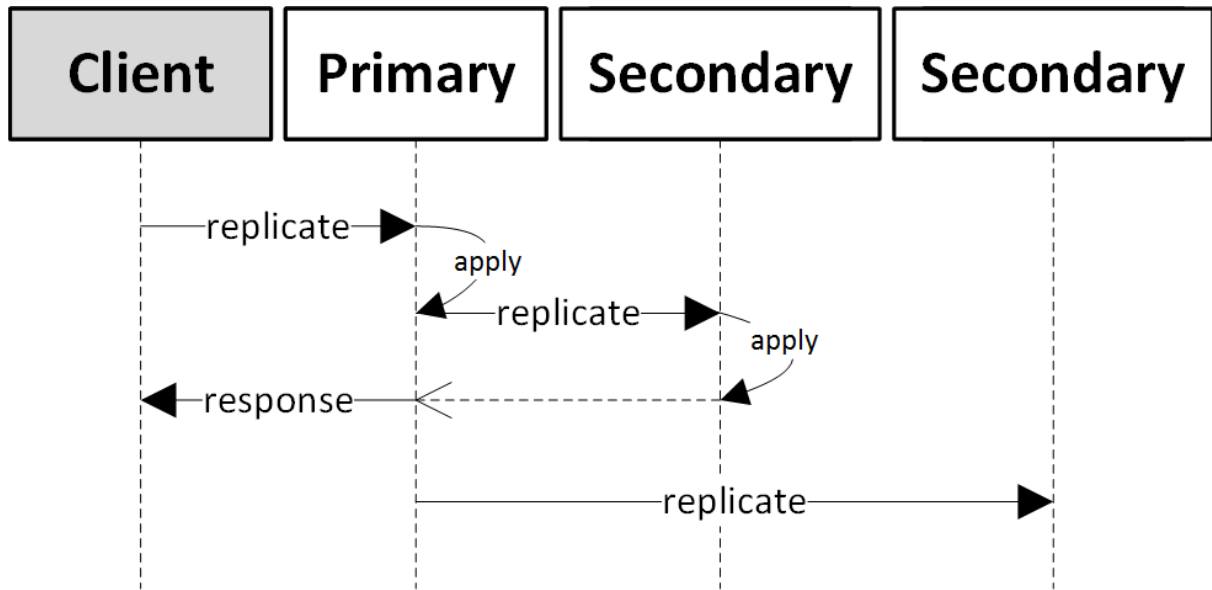 Client Primary Secondary Secondary
replicate
apply
replicate
apply
response
replicate